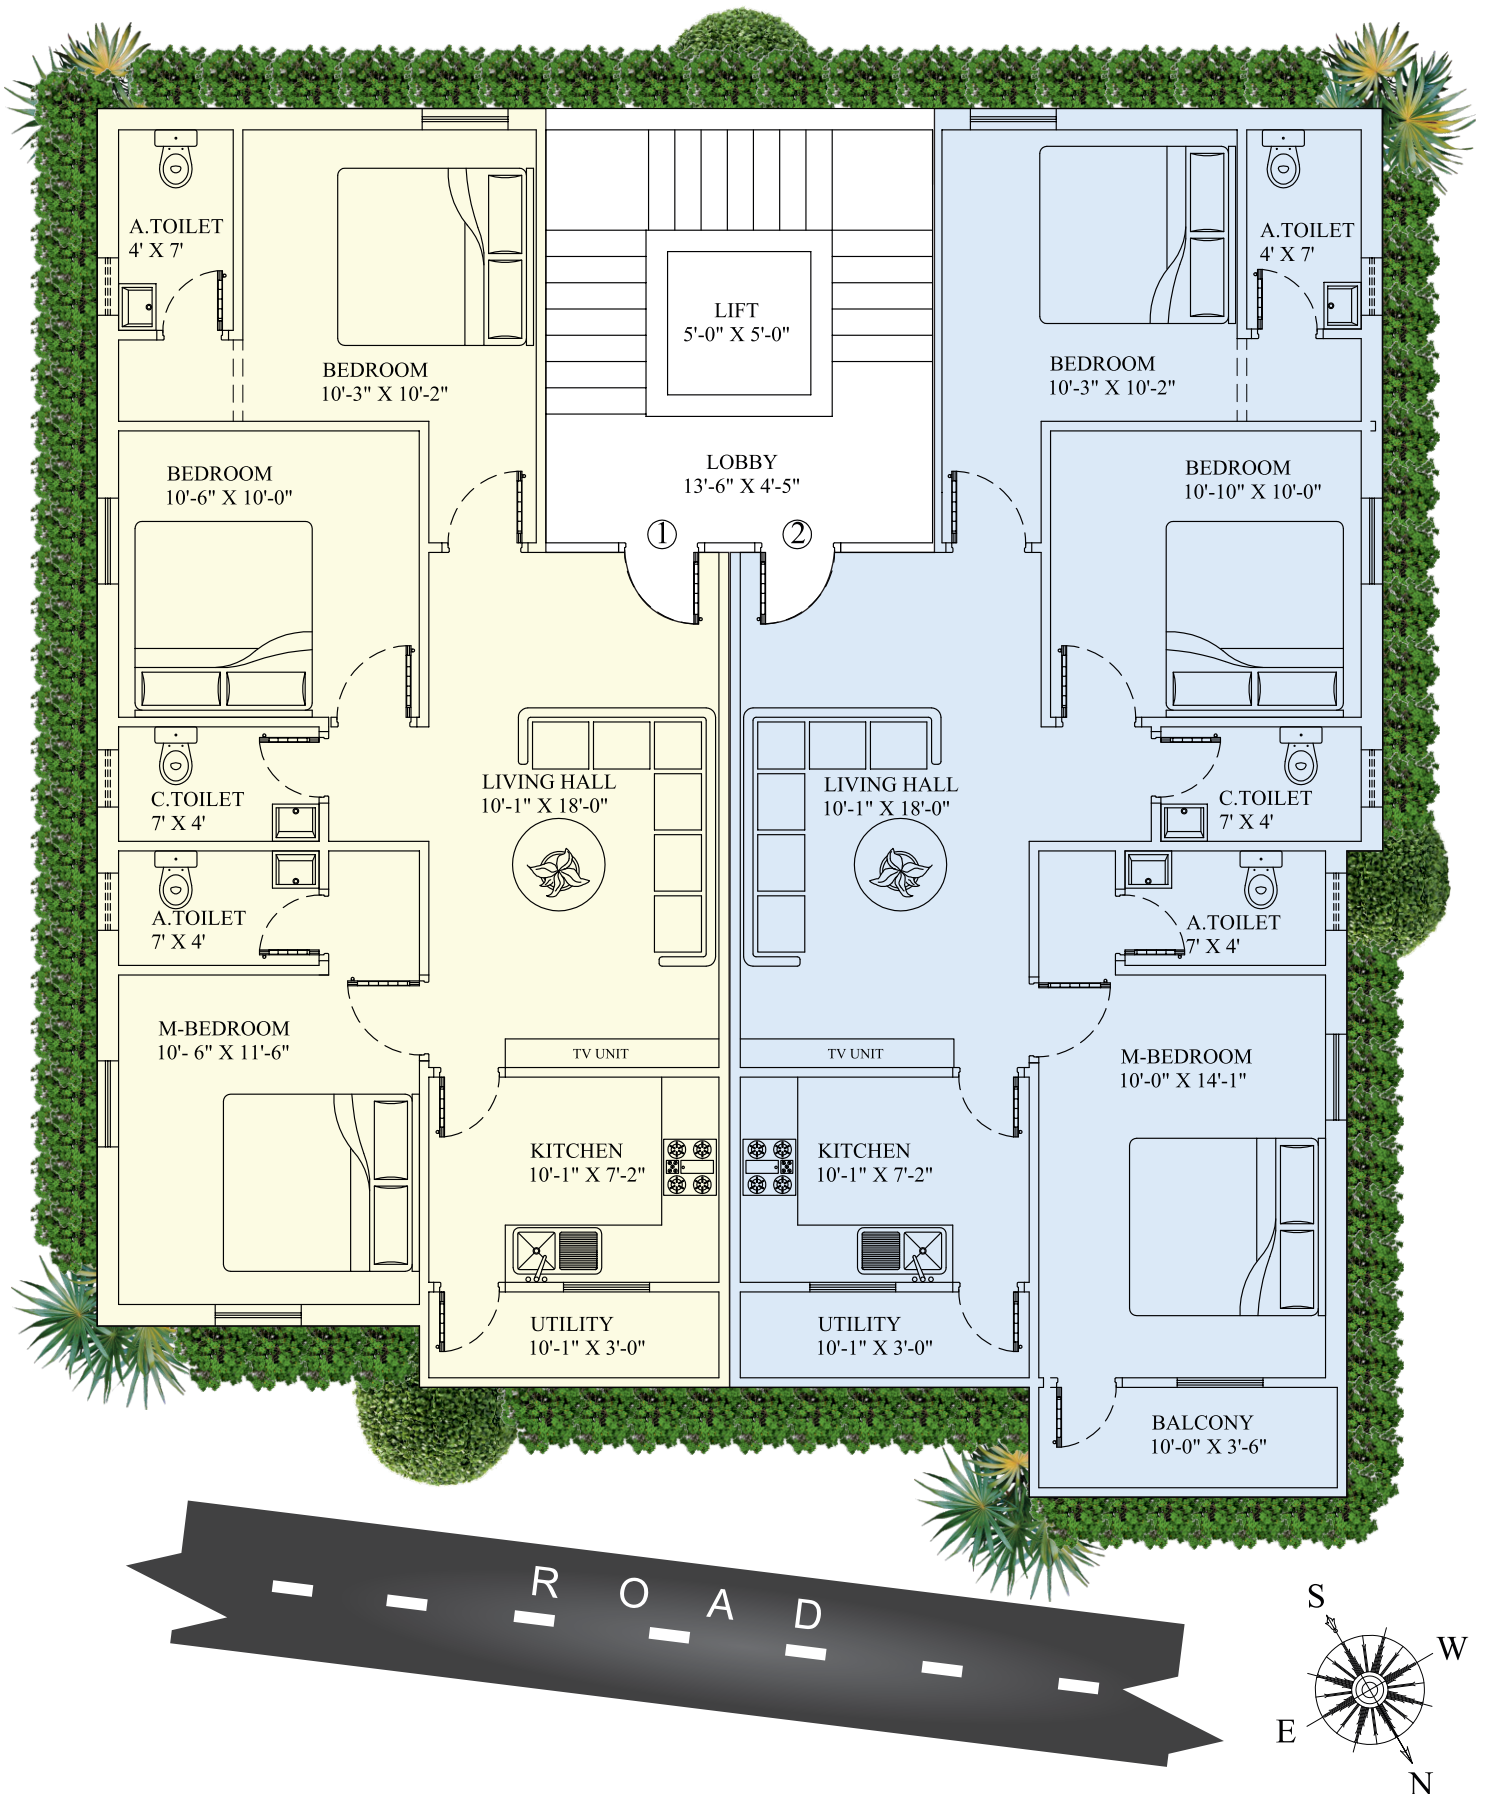 A.TOILET
4' X 7'
A.TOILET
4' X 7'
LIFT
5'-0" X 5'-0"
BEDROOM
10'-3" X 10'-2"
BEDROOM
10'-3" X 10'-2"
BEDROOM
10'-6" X 10'-0"
LOBBY
13'-6" X 4'-5"
BEDROOM
10'-10" X 10'-0"
1
2
LIVING HALL
10'-1" X 18'-0"
LIVING HALL
10'-1" X 18'-0"
C.TOILET
7' X 4'
C.TOILET
7' X 4'
A.TOILET
7' X 4'
A.TOILET
7' X 4'
M-BEDROOM
10'- 6" X 11'-6"
TV UNIT
TV UNIT
M-BEDROOM
10'-0" X 14'-1"
KITCHEN
10'-1" X 7'-2"
KITCHEN
10'-1" X 7'-2"
UTILITY
10'-1" X 3'-0"
UTILITY
10'-1" X 3'-0"
BALCONY
10'-0" X 3'-6"
ROAD
S
W
E
N